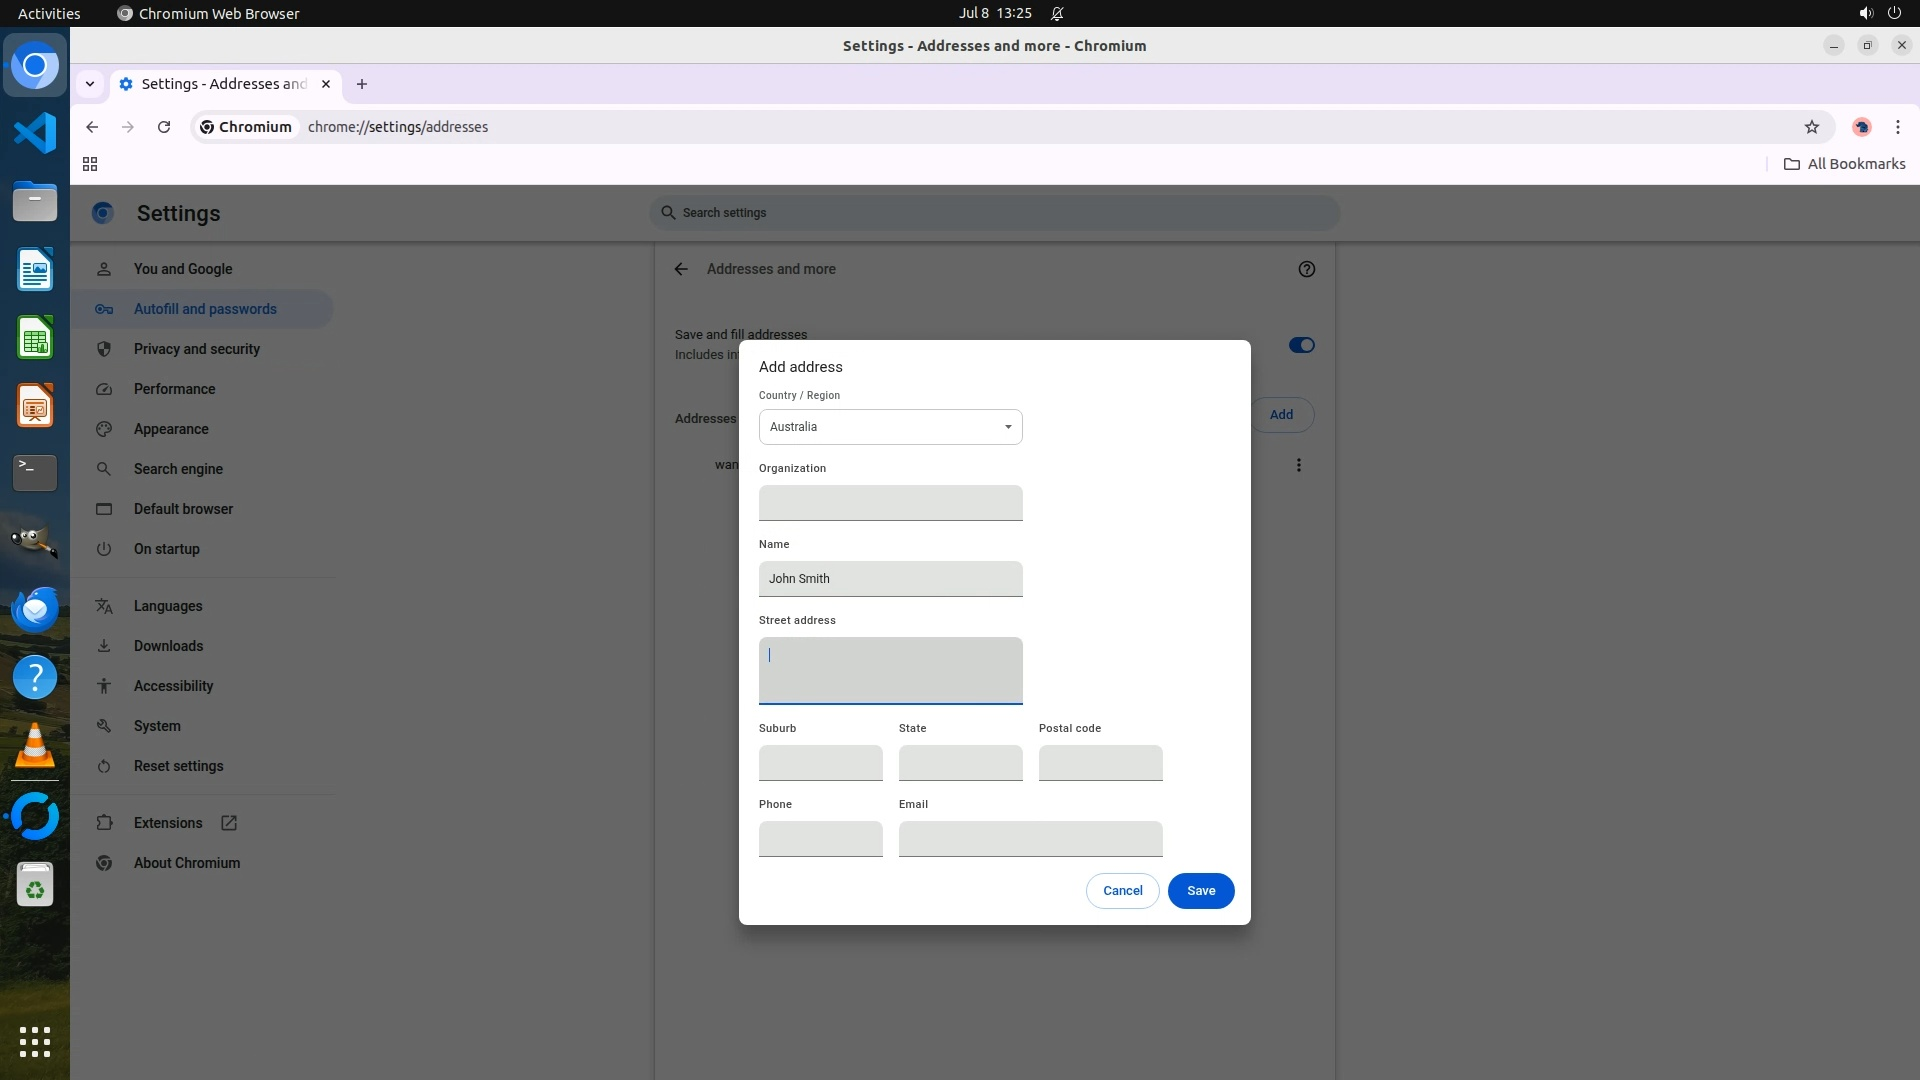 Activities
Chromium Web Browser
Jul 8 13:25
Settings - Addresses and more - Chromium
Settings - Addresses and
Chromium
chrome://settings/addresses
All Bookmarks
Settings
Search settings
You and Google
Autofill and passwords
Privacy and security
Performance
Appearance
Search engine
Default browser
On startup
Languages
Downloads
Accessibility
System
Reset settings
Extensions
About Chromium
Addresses and more
Save and fill addresses
Includes in
Addresses
Add
wan
Add address
Country / Region
Australia
Organization
Name
John Smith
Street address
Suburb
State
Postal code
Phone
Email
Cancel
Save